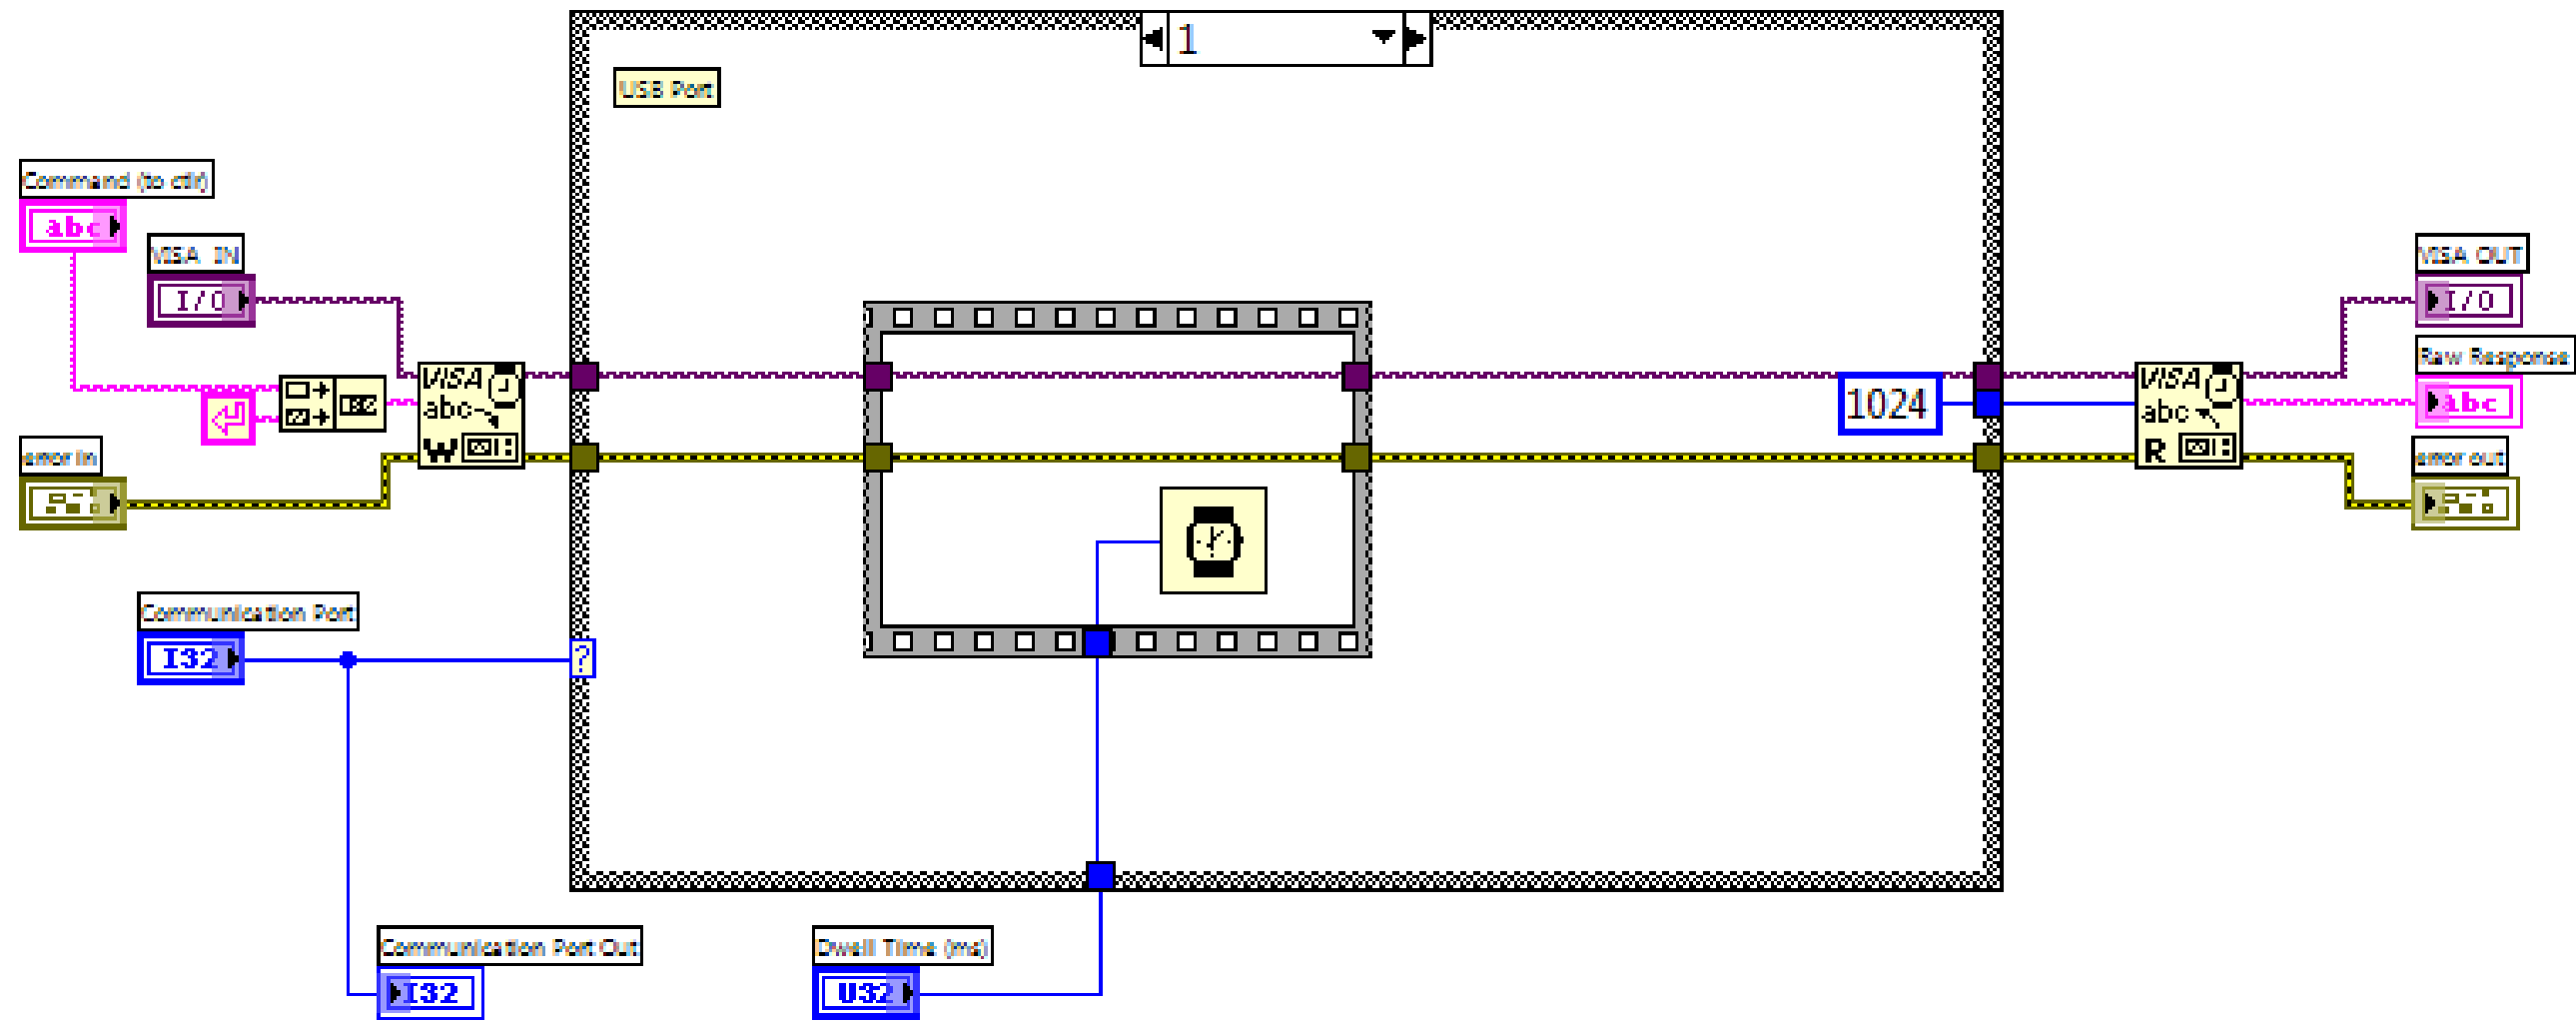 1
USB Port
Command (to ctlr)
abc
VISA IN
I/O
VISA
abc
W
error in
Communication Port
I32
?
Communication Port Out
I32
Dwell Time (ms)
U32
1024
VISA
abc
R
VISA OUT
I/O
Raw Response
abc
error out